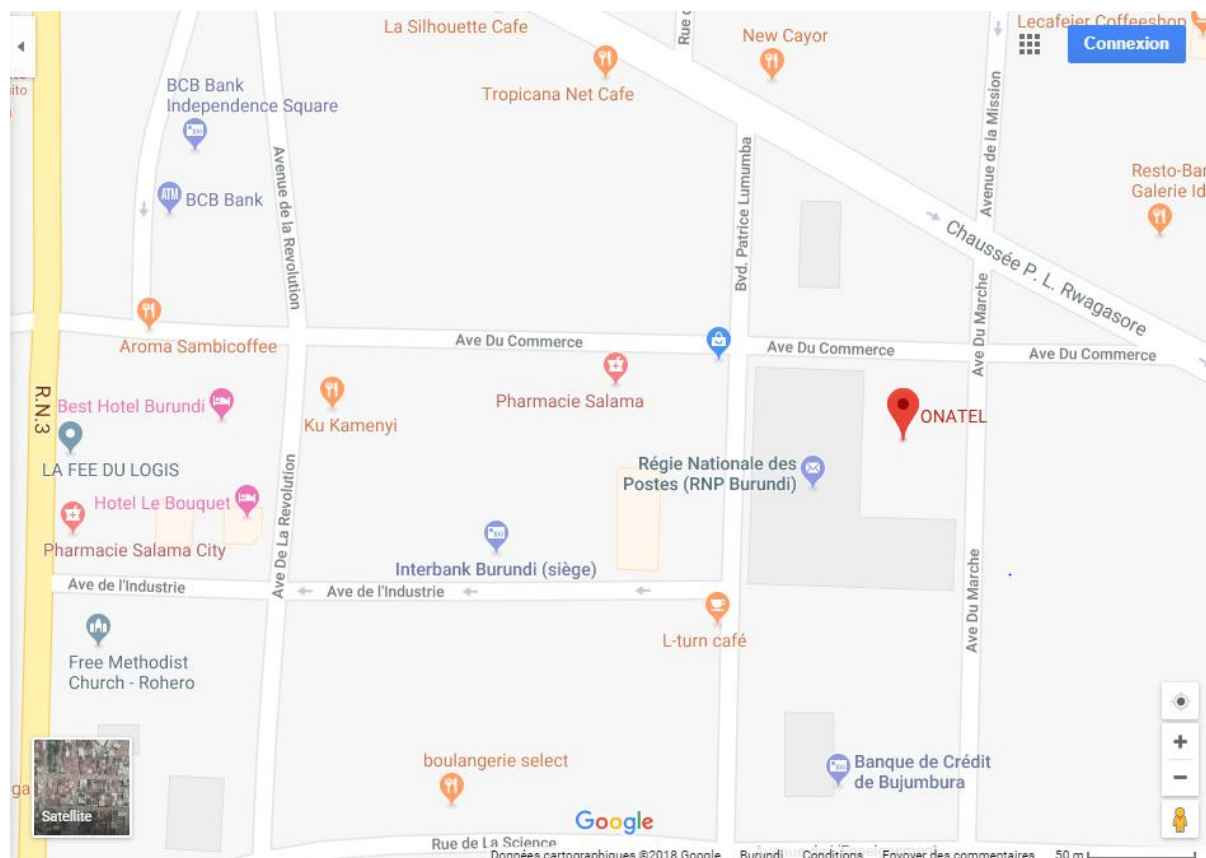 La Silhouette Cafe
Rue
New Cayor
Lecafeier Coffeeshop
Connexion
BCB Bank
Independence Square
Tropicana Net Cafe
BCB Bank
ATM
Avenue de la Revolution
Bvd. Patrice Lumumba
Avenue de la Mission
Resto-Bar
Galerie Id
Chaussée P. L. Rwagasore
Aroma Sambicoffee
Ave Du Commerce
Ave Du Commerce
Ave Du Commerce
Ave Du Marche
R.N.3
Best Hotel Burundi
Ku Kamenyi
Pharmacie Salama
ONATEL
LA FEE DU LOGIS
Régie Nationale des
Postes (RNP Burundi)
Hotel Le Bouquet
Ave De La Revolution
Pharmacie Salama City
Interbank Burundi (siège)
Ave de l'Industrie
Ave de l'Industrie
Ave Du Marche
L-turn café
Free Methodist
Church - Rohero
boulangerie select
Banque de Crédit
de Bujumbura
Satellite
Google
Rue de La Science
Données cartographiques ©2018 Google Burundi Conditions Envoyer des commentaires 50 m